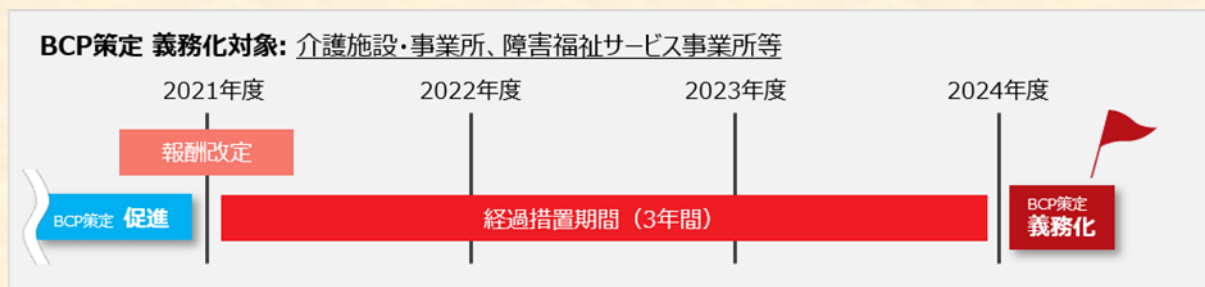 BCP策定 義務化対象: 介護施設・事業所、障害福祉サービス事業所等
2021年度 2022年度 2023年度 2024年度
報酬改定
BCP策定 促進
経過措置期間（3年間）
BCP策定
義務化